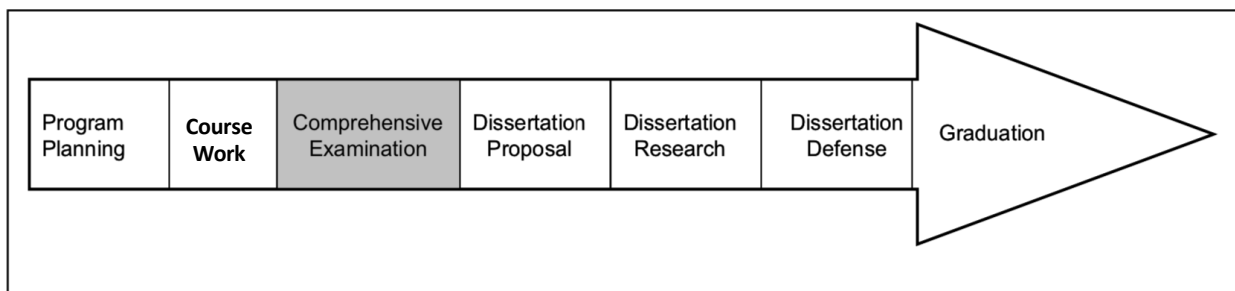 Program
Planning
Course
Work
Comprehensive
Examination
Dissertation
Proposal
Dissertation
Research
Dissertation
Defense
Graduation